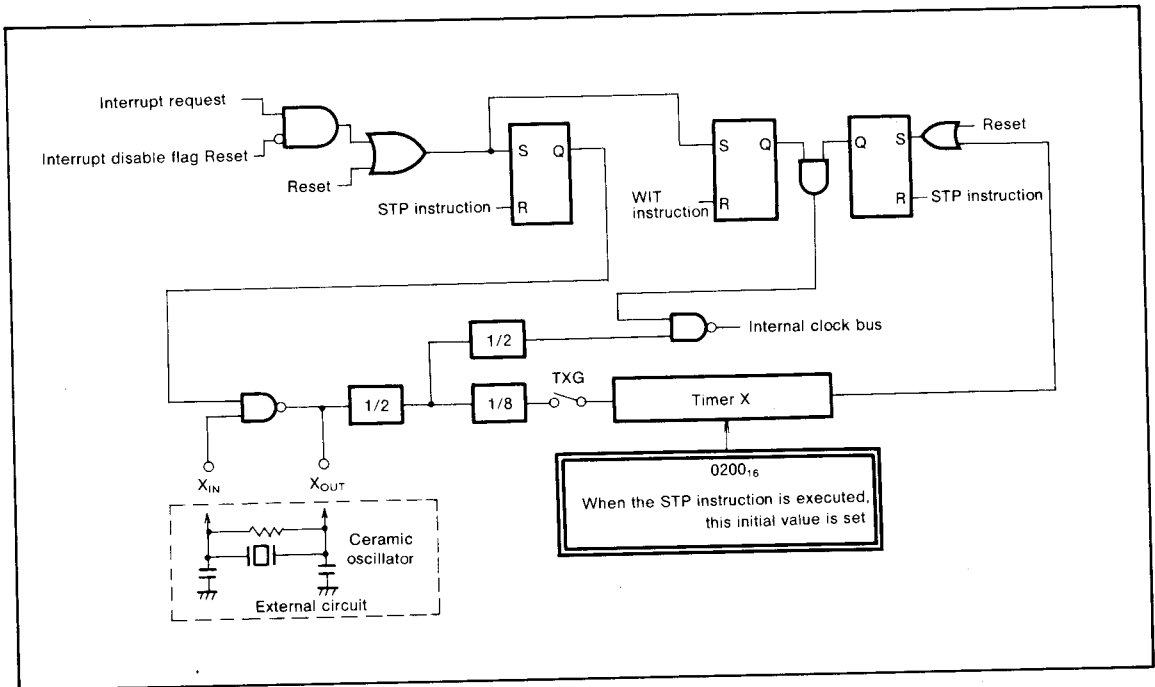 Interrupt request
Interrupt disable flag Reset
Reset
STP instruction
S Q
R
WIT
instruction
S Q
R
Q S
R
Reset
STP instruction
1/2
Internal clock bus
TXG
1/2
1/8
Timer X
XIN
XOUT
0200₁₆
When the STP instruction is executed,
this initial value is set
Ceramic
oscillator
External circuit